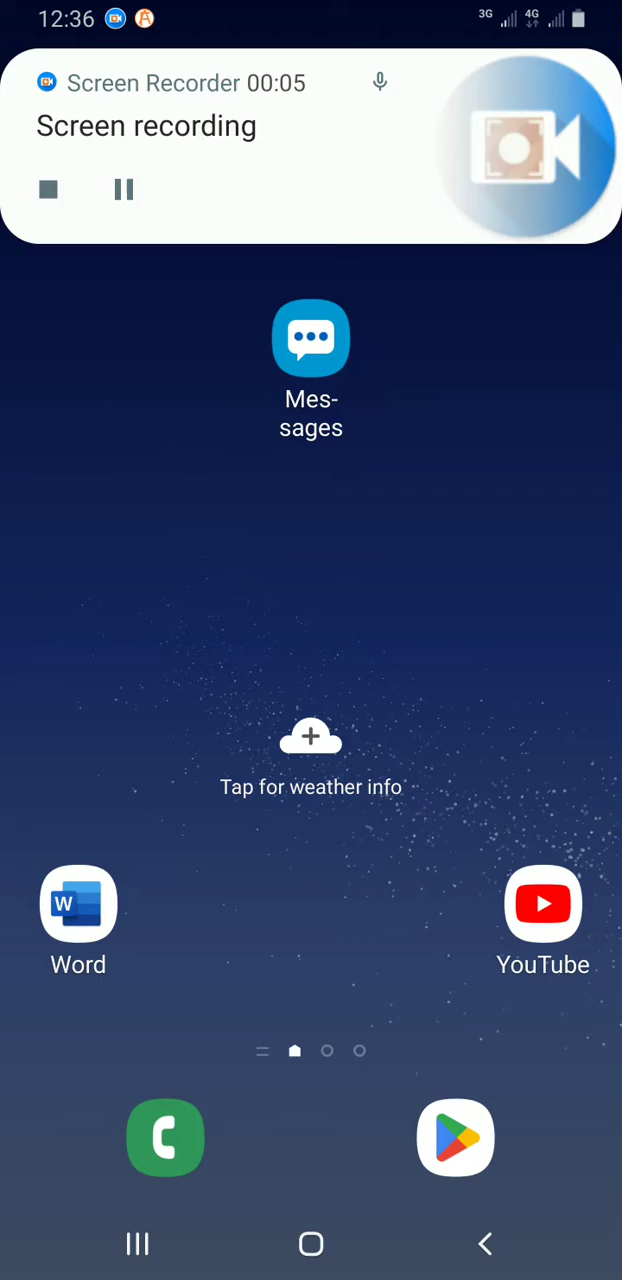 12:36
3G 4G
Screen Recorder 00:05
Screen recording
Mes-
sages
Tap for weather info
W
Word
YouTube